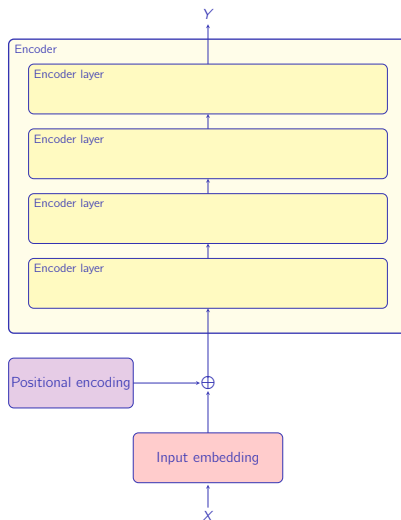 Y
Encoder
Encoder layer
Encoder layer
Encoder layer
Encoder layer
Positional encoding
Input embedding
X